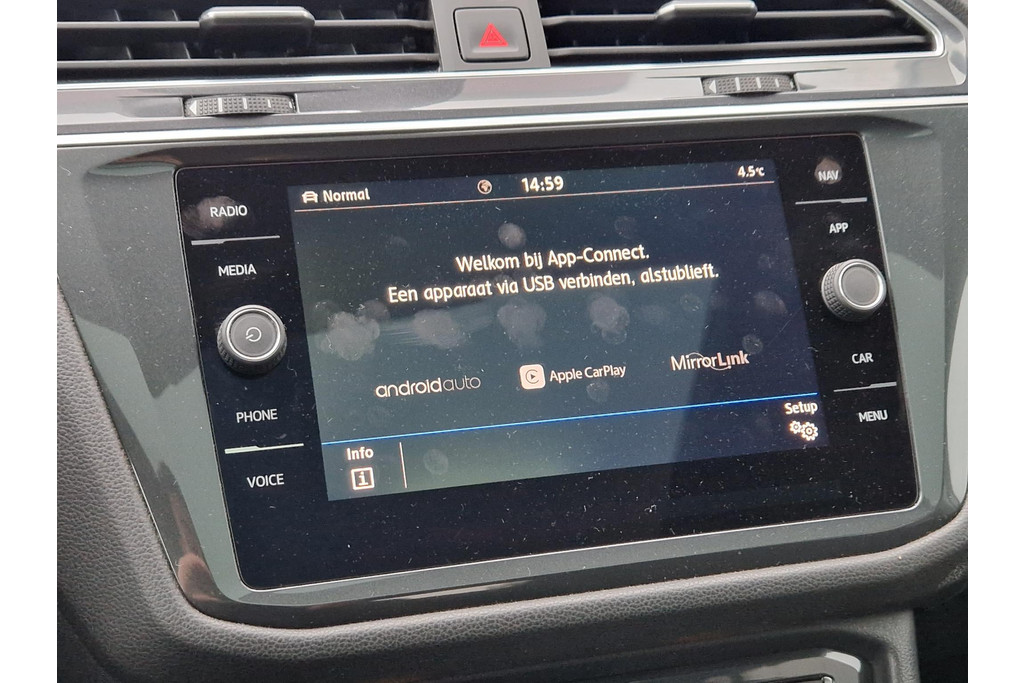 RADIO
MEDIA
PHONE
VOICE
Normal
14:59
4.5°C
Welkom bij App-Connect.
Een apparaat via USB verbinden, alstublieft.
androidauto
Apple CarPlay
MirrorLink
Info
i
Setup
NAV
APP
CAR
MENU